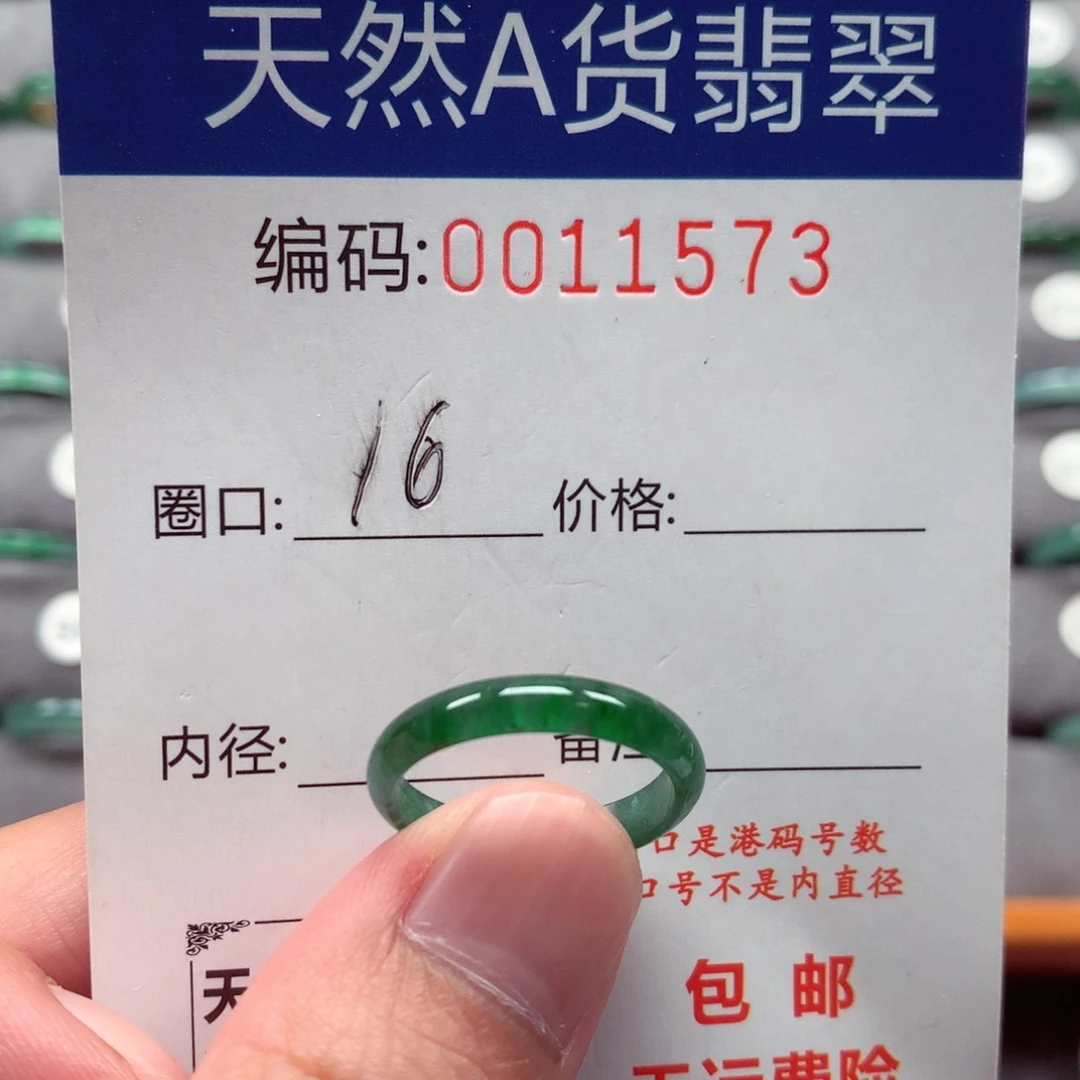 天然A货翡翠
编码:0011573
圈口: 16 价格:
内径:
口是港码号数
口号不是内直径
包邮
天